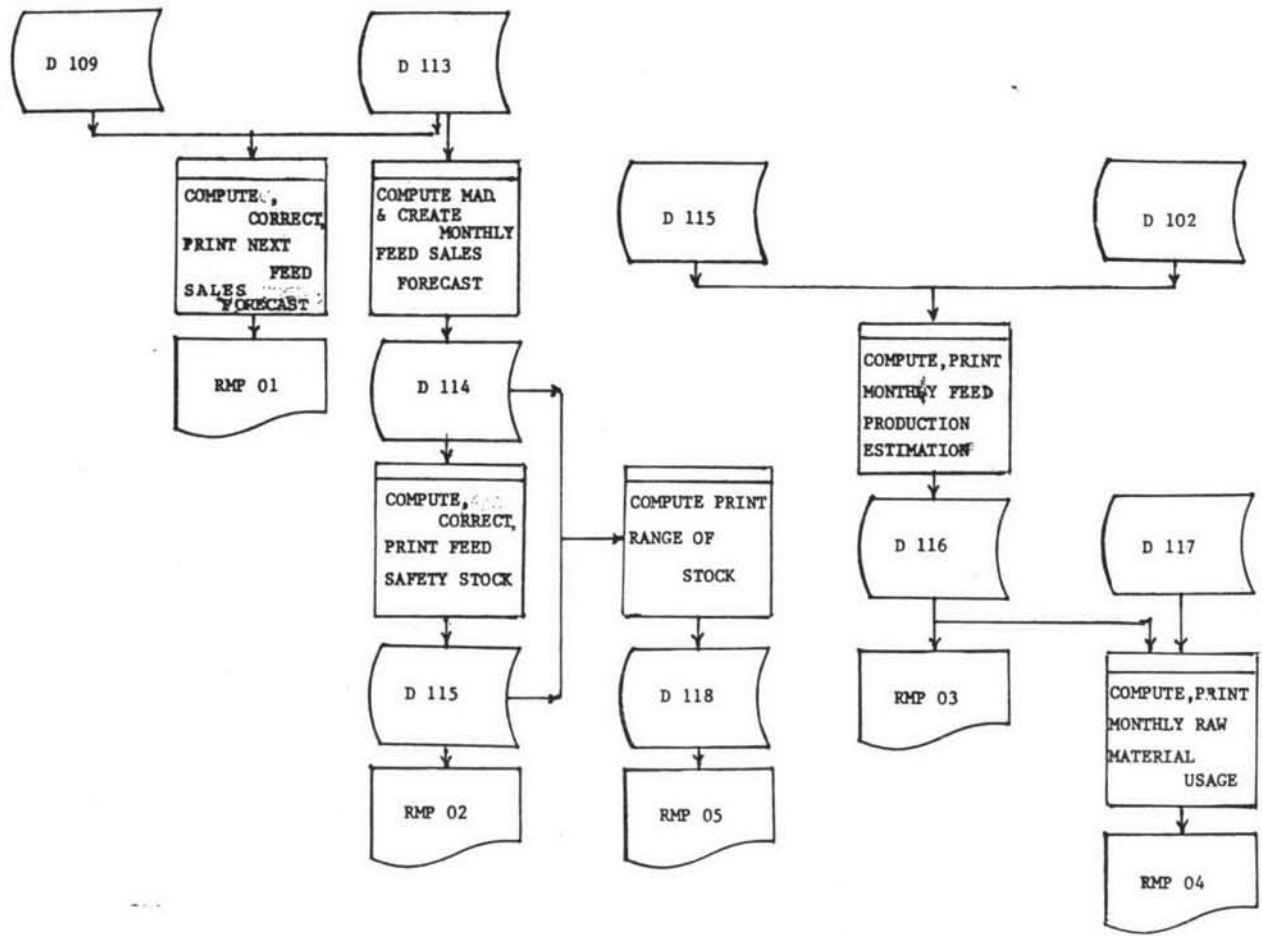 D 109
D 113
COMPUTE,
CORRECT,
PRINT NEXT
FEED
SALES
FORECAST
COMPUTE MAD
& CREATE
MONTHLY
FEED SALES
FORECAST
D 115
D 102
RMP 01
D 114
COMPUTE,PRINT
MONTHLY FEED
PRODUCTION
ESTIMATION
COMPUTE,
CORRECT,
PRINT FEED
SAFETY STOCK
COMPUTE PRINT
RANGE OF
STOCK
D 116
D 117
D 115
D 118
RMP 03
COMPUTE,PRINT
MONTHLY RAW
MATERIAL
USAGE
RMP 02
RMP 05
RMP 04